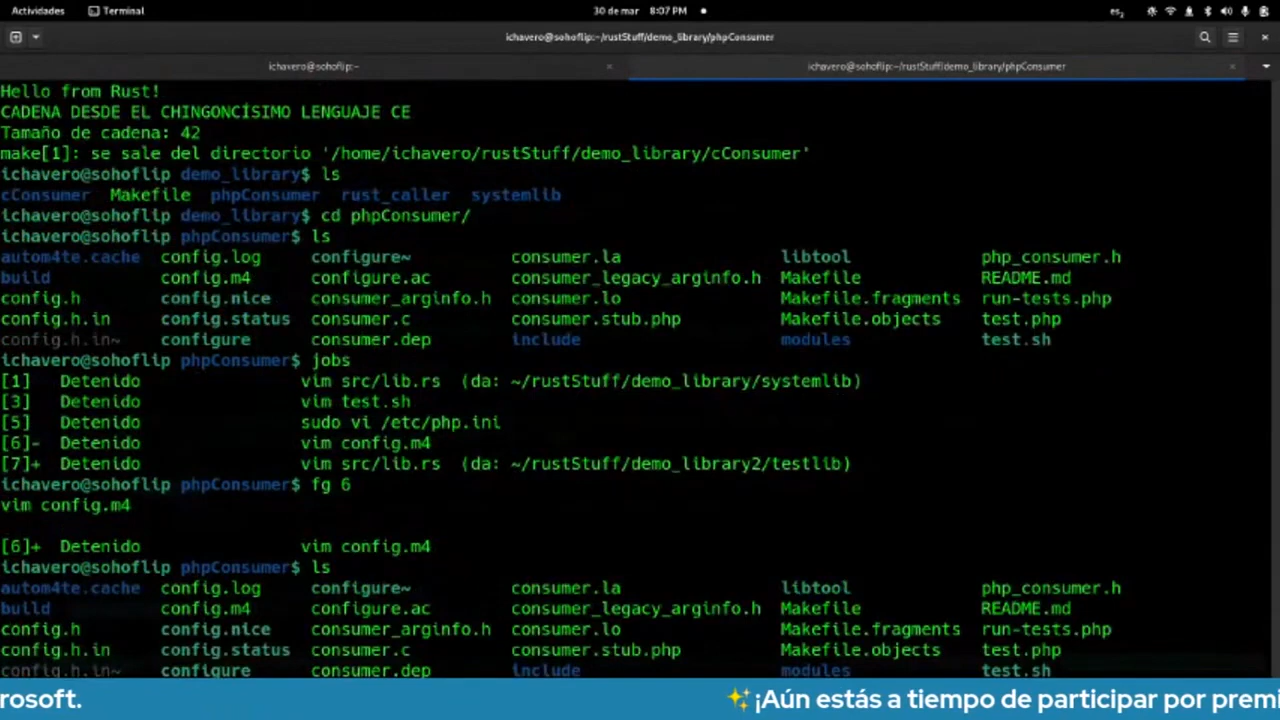 Actividades Terminal 30 de mar 8:07 PM es₂
ichavero@sohoflip:~/rustStuff/demo_library/phpConsumer
ichavero@sohoflip:~ ichavero@sohoflip:~/rustStuff/demo_library/phpConsumer
Hello from Rust!
CADENA DESDE EL CHINGONCÍSIMO LENGUAJE CE
Tamaño de cadena: 42
make[1]: se sale del directorio '/home/ichavero/rustStuff/demo_library/cConsumer'
ichavero@sohoflip demo_library$ ls
cConsumer Makefile phpConsumer rust_caller systemlib
ichavero@sohoflip demo_library$ cd phpConsumer/
ichavero@sohoflip phpConsumer$ ls
autom4te.cache config.log configure~ consumer.la libtool php_consumer.h
build config.m4 configure.ac consumer_legacy_arginfo.h Makefile README.md
config.h config.nice consumer_arginfo.h consumer.lo Makefile.fragments run-tests.php
config.h.in config.status consumer.c consumer.stub.php Makefile.objects test.php
config.h.in~ configure consumer.dep include modules test.sh
ichavero@sohoflip phpConsumer$ jobs
[1] Detenido vim src/lib.rs (da: ~/rustStuff/demo_library/systemlib)
[3] Detenido vim test.sh
[5] Detenido sudo vi /etc/php.ini
[6]- Detenido vim config.m4
[7]+ Detenido vim src/lib.rs (da: ~/rustStuff/demo_library2/testlib)
ichavero@sohoflip phpConsumer$ fg 6
vim config.m4
[6]+ Detenido vim config.m4
ichavero@sohoflip phpConsumer$ ls
autom4te.cache config.log configure~ consumer.la libtool php_consumer.h
build config.m4 configure.ac consumer_legacy_arginfo.h Makefile README.md
config.h config.nice consumer_arginfo.h consumer.lo Makefile.fragments run-tests.php
config.h.in config.status consumer.c consumer.stub.php Makefile.objects test.php
config.h.in~ configure consumer.dep include modules test.sh
rosoft. ✨¡Aún estás a tiempo de participar por premi